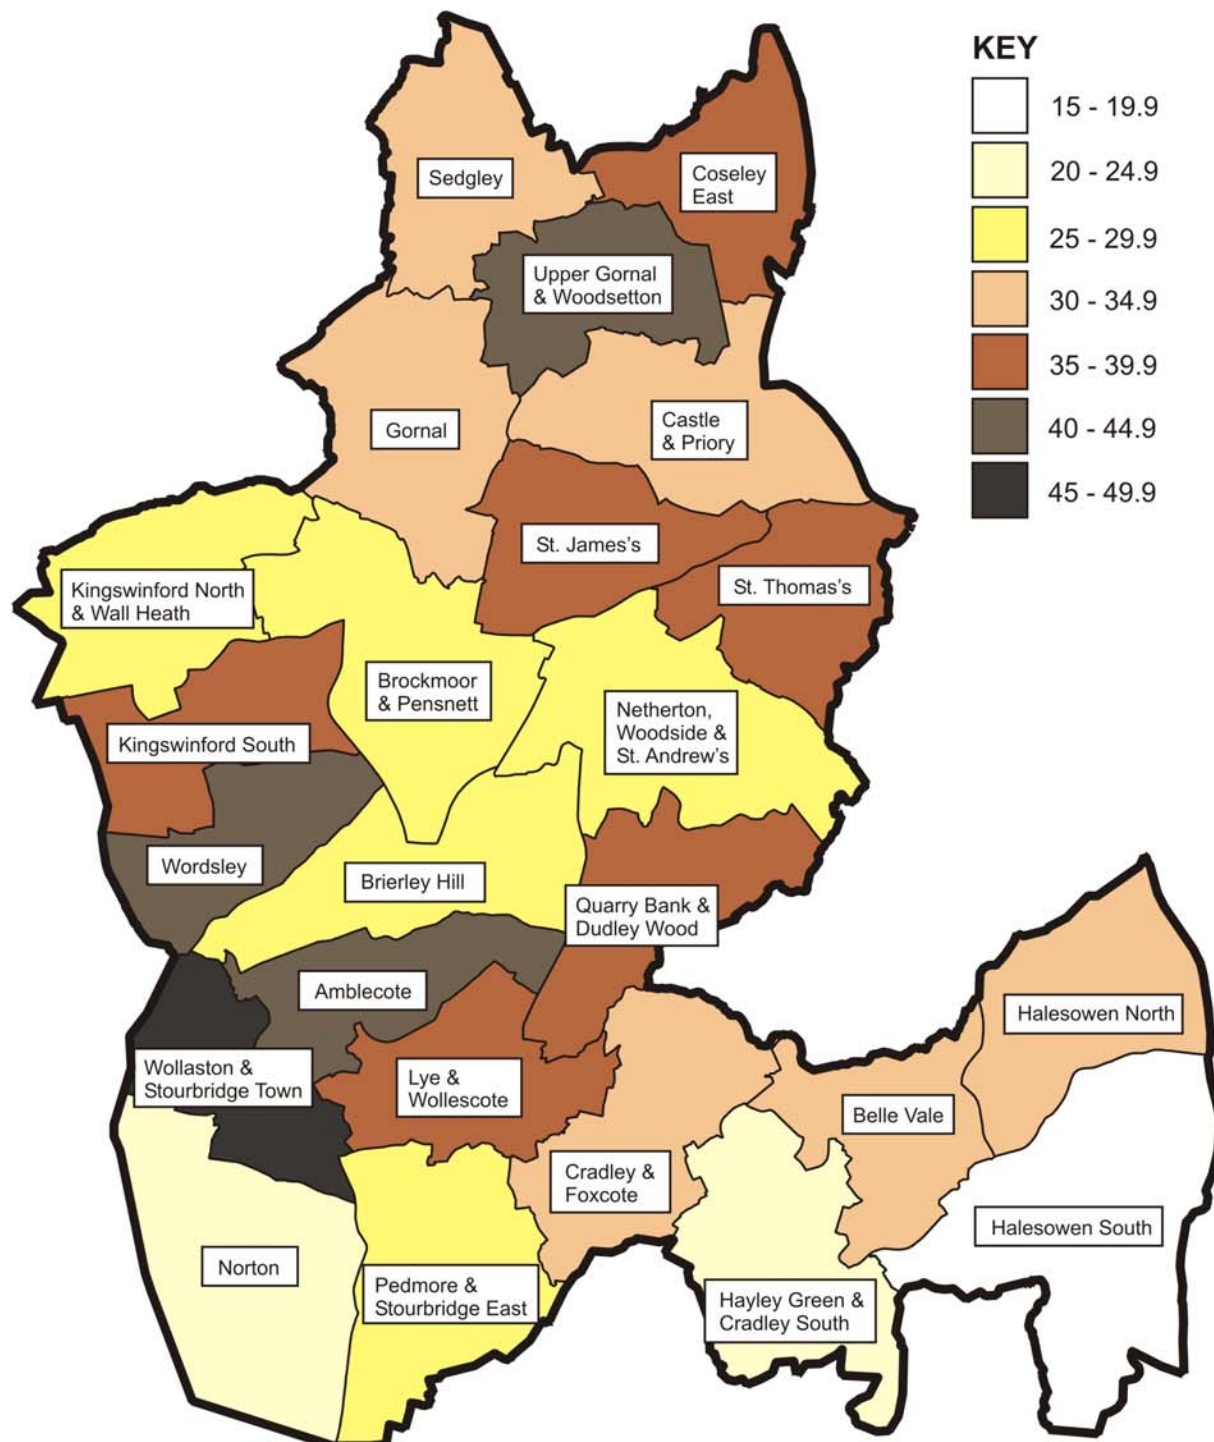 KEY
15 - 19.9
20 - 24.9
25 - 29.9
30 - 34.9
35 - 39.9
40 - 44.9
45 - 49.9
Sedgley
Coseley
East
Upper Gornal
& Woodsetton
Gornal
Castle
& Priory
St. James's
St. Thomas's
Kingswinford North
& Wall Heath
Brockmoor
& Pensnett
Netherton,
Woodside &
St. Andrew's
Kingswinford South
Wordsley
Brierley Hill
Quarry Bank &
Dudley Wood
Amblecote
Halesowen North
Wollaston &
Stourbridge Town
Lye &
Wollescote
Belle Vale
Cradley &
Foxcote
Halesowen South
Norton
Pedmore &
Stourbridge East
Hayley Green &
Cradley South